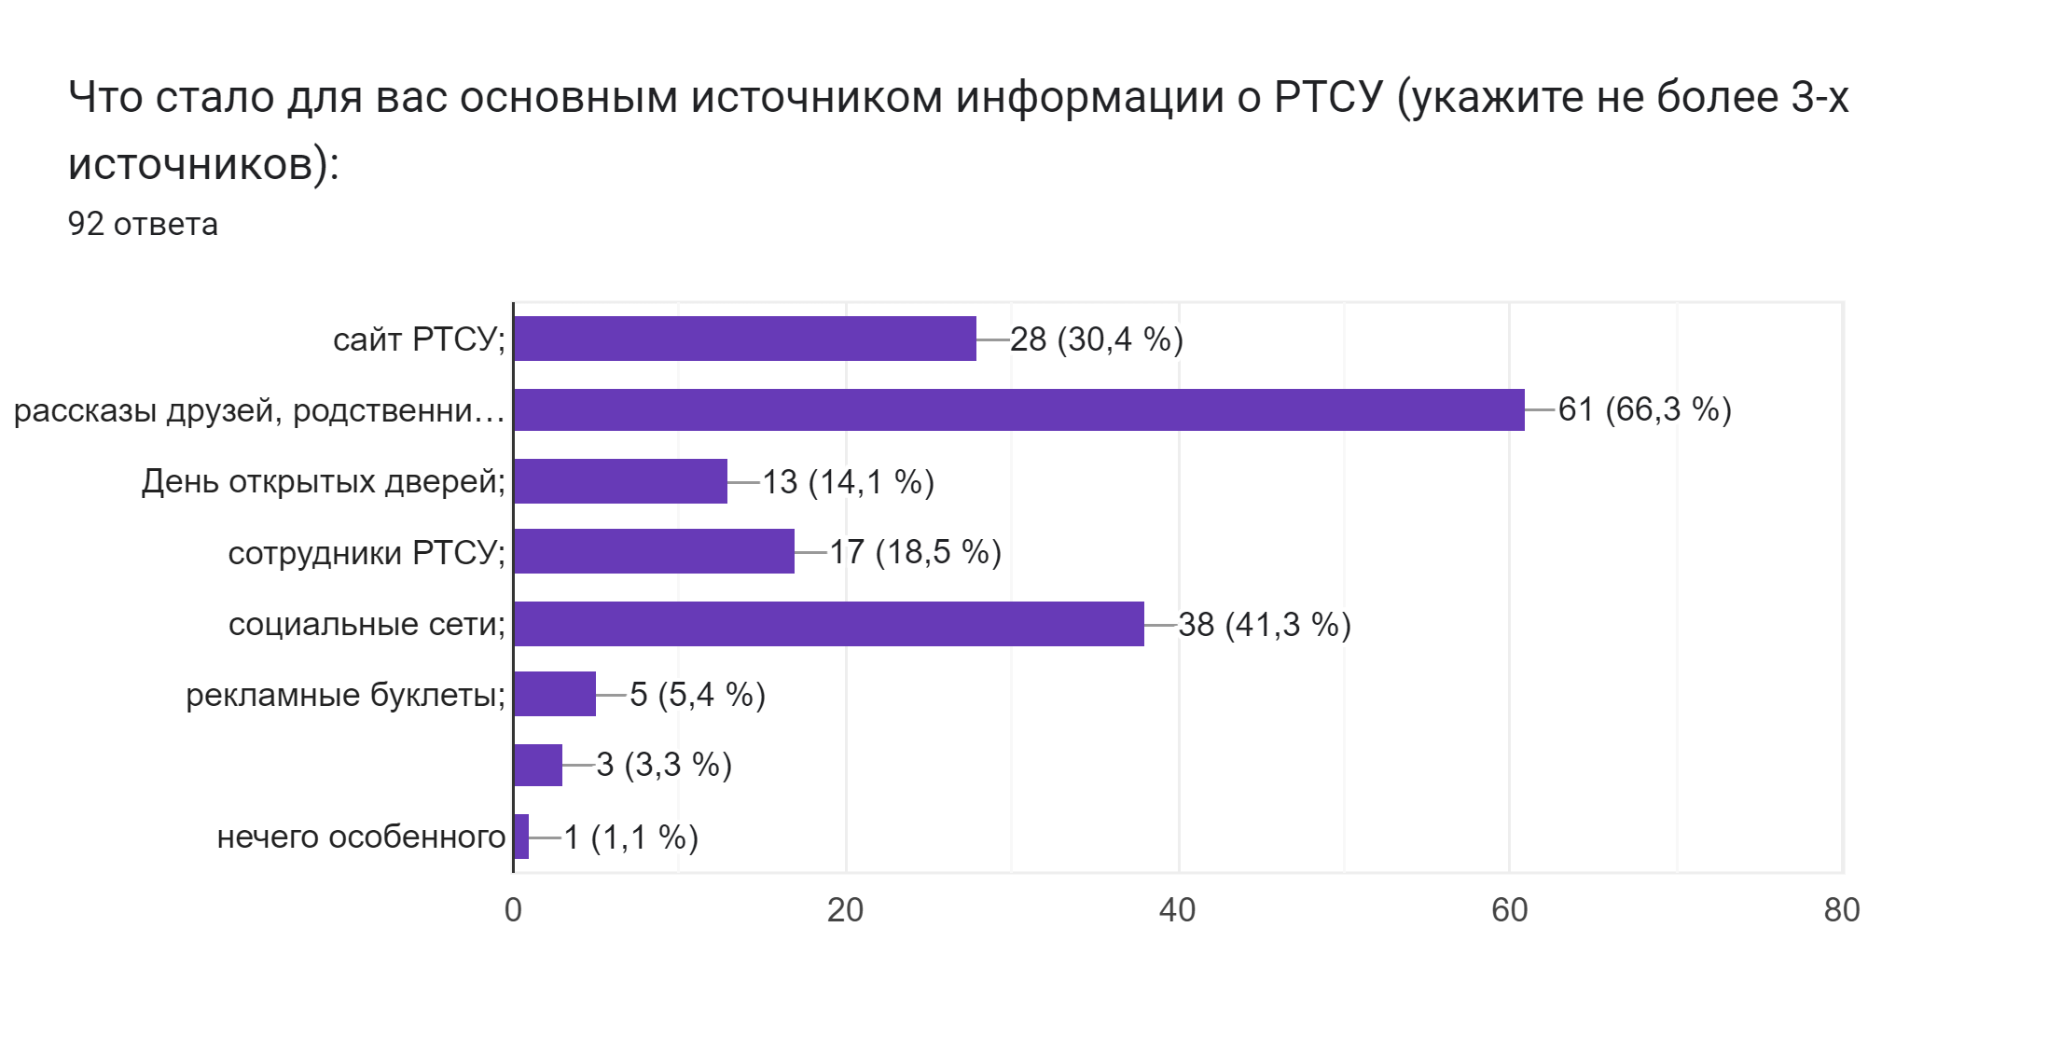 Что стало для вас основным источником информации о РТСУ (укажите не более 3-х
источников):
92 ответа
сайт РТСУ; 28 (30,4 %)
рассказы друзей, родственни… 61 (66,3 %)
День открытых дверей; 13 (14,1 %)
сотрудники РТСУ; 17 (18,5 %)
социальные сети; 38 (41,3 %)
рекламные буклеты; 5 (5,4 %)
3 (3,3 %)
нечего особенного 1 (1,1 %)
0 20 40 60 80